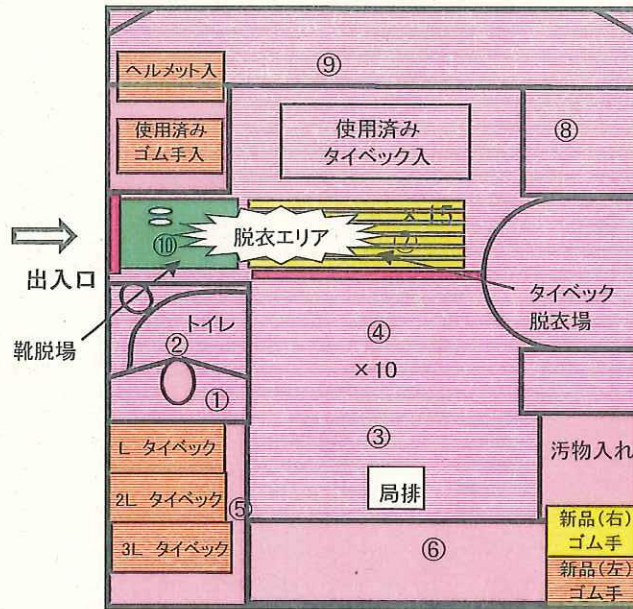 ⑨
ヘルメット入
使用済み
ゴム手入
使用済み
タイベック入
⑧
×15
⑩
脱衣エリア
⑦
出入口
靴脱場
トイレ
②
①
④
×10
タイベック
脱衣場
③
局排
L タイベック
2L タイベック
3L タイベック
⑤
⑥
汚物入れ
新品(右)
ゴム手
新品(左)
ゴム手